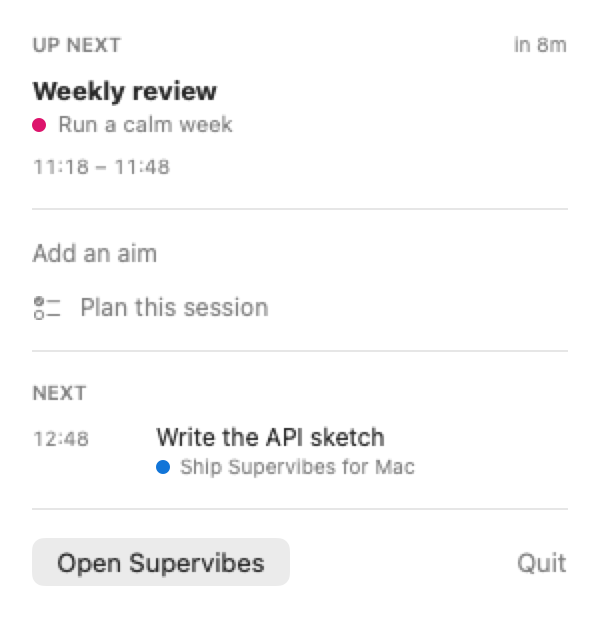 UP NEXT
in 8m
Weekly review
Run a calm week
11:18 – 11:48
Add an aim
Plan this session
NEXT
12:48
Write the API sketch
Ship Supervibes for Mac
Open Supervibes
Quit